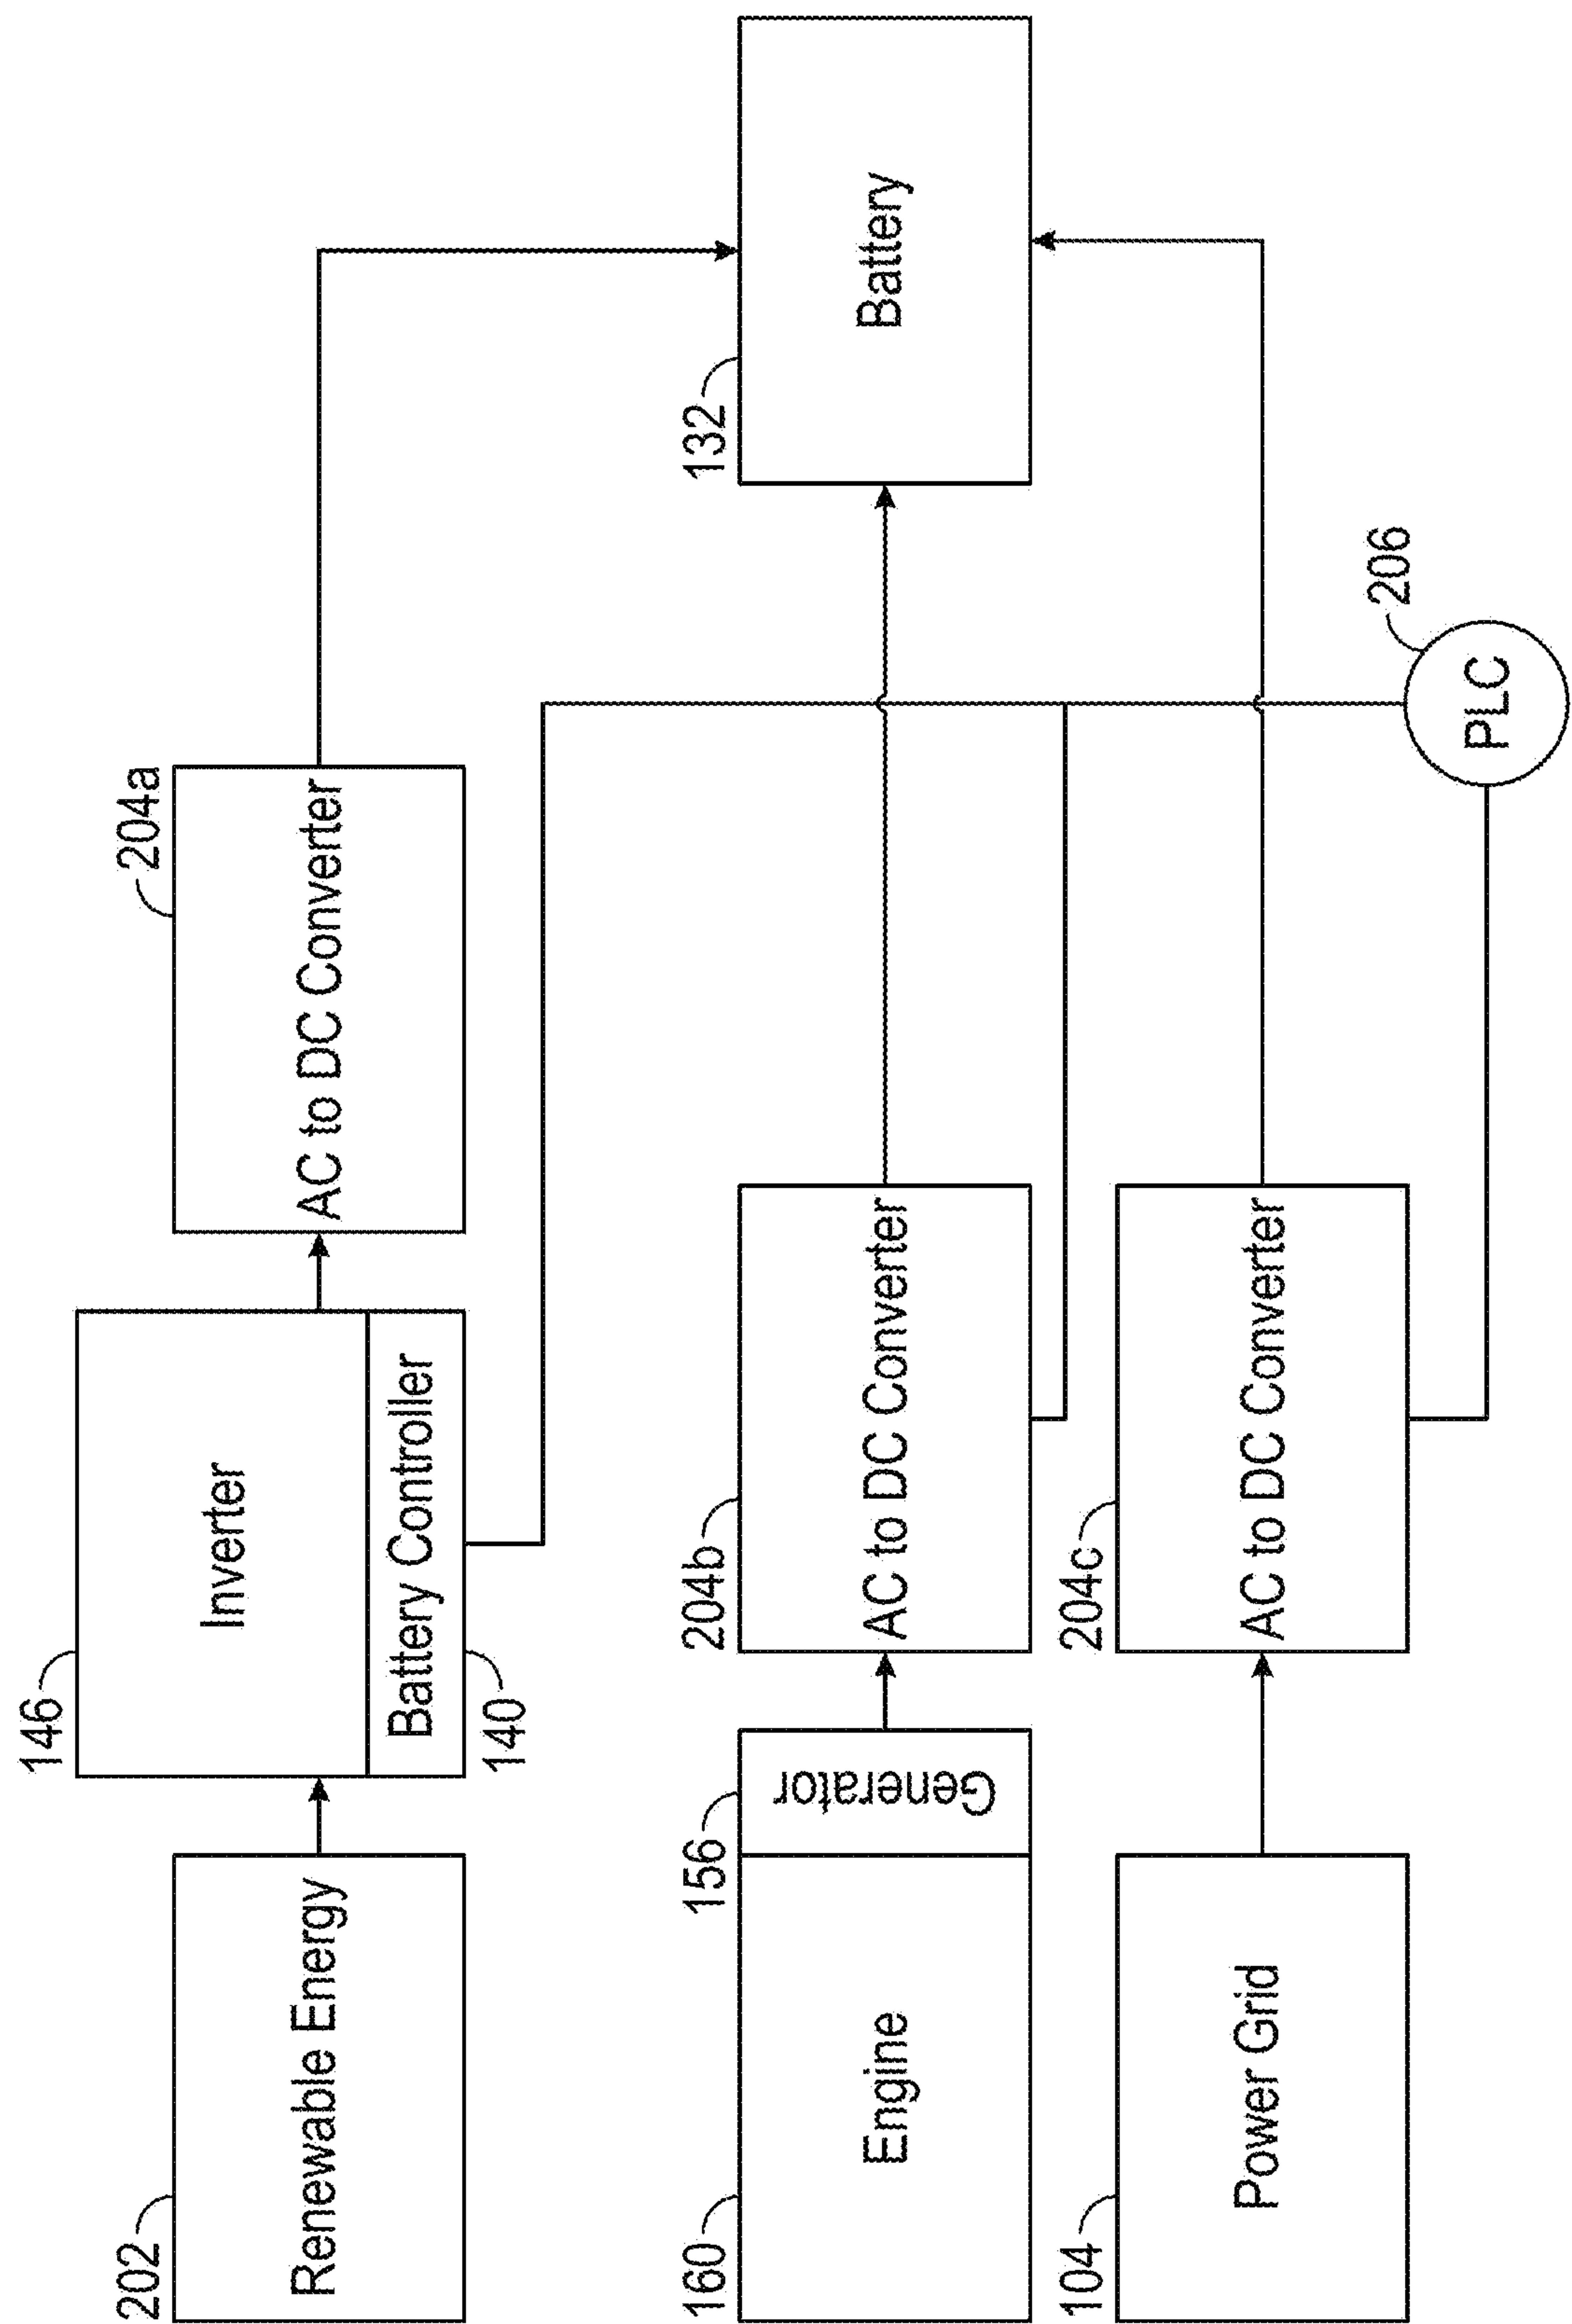 146
Inverter
Battery Controller
140
202
Renewable Energy
204a
AC to DC Converter
160
Engine
156
Generator
204b
AC to DC Converter
132
Battery
104
Power Grid
204c
AC to DC Converter
206
PLC